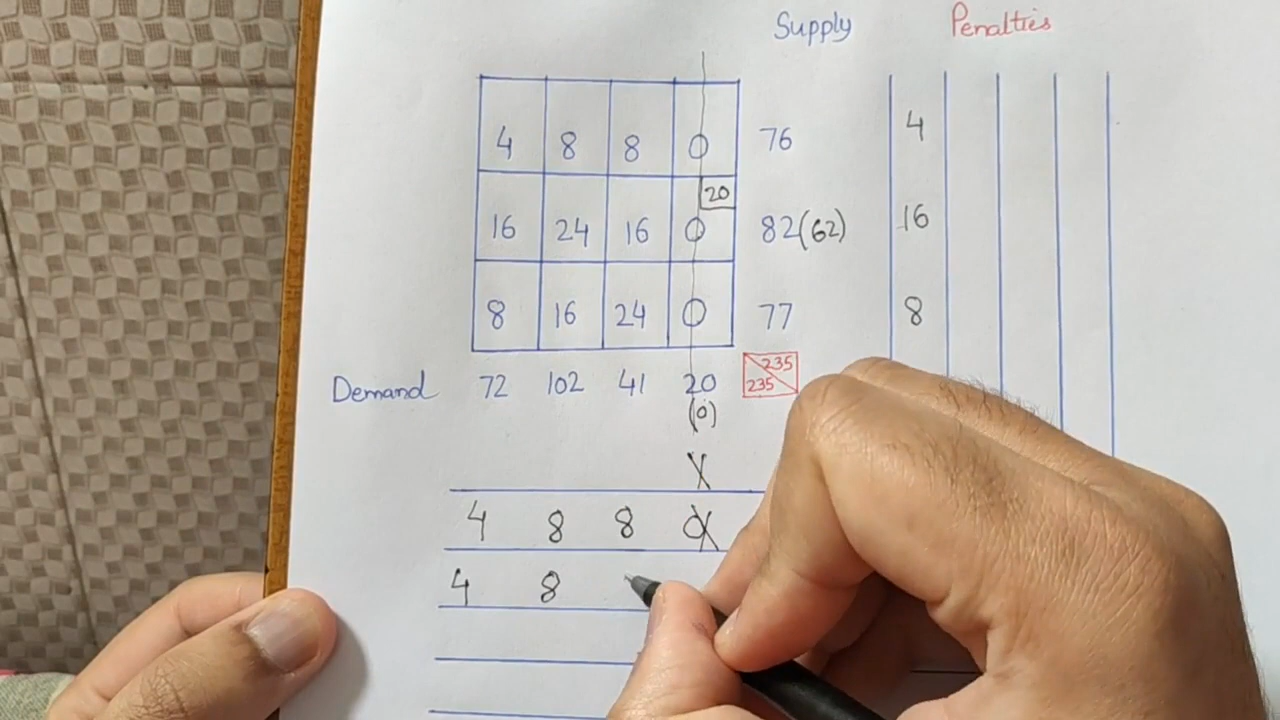 Supply Penalties
4 8 8 0 76 4
20
16 24 16 0 82(62) 16
8 16 24 0 77 8
235
Demand 72 102 41 20 235
(0)
X
4 8 8 0
4 8